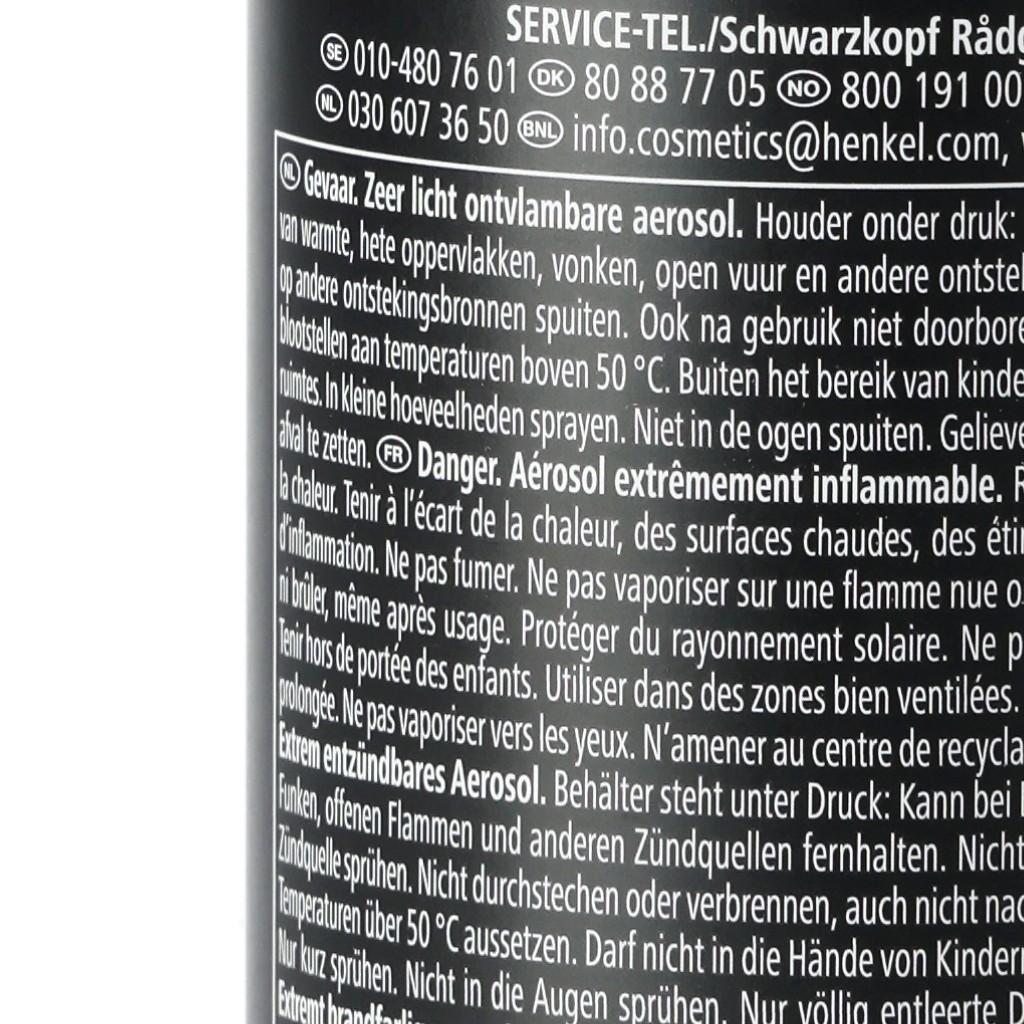 SERVICE-TEL./Schwarzkopf Rådg
SE 010-480 76 01 DK 80 88 77 05 NO 800 191 00
NL 030 607 36 50 BNL info.cosmetics@henkel.com,
NL Gevaar. Zeer licht ontvlambare aerosol. Houder onder druk:
van warmte, hete oppervlakken, vonken, open vuur en andere ontste
op andere ontstekingsbronnen spuiten. Ook na gebruik niet doorbore
blootstellen aan temperaturen boven 50 °C. Buiten het bereik van kinde
ruimtes. In kleine hoeveelheden sprayen. Niet in de ogen spuiten. Gelieve
afval te zetten. FR Danger. Aérosol extrêmement inflammable. R
la chaleur. Tenir à l'écart de la chaleur, des surfaces chaudes, des éti
d'inflammation. Ne pas fumer. Ne pas vaporiser sur une flamme nue o
ni brûler, même après usage. Protéger du rayonnement solaire. Ne p
Tenir hors de portée des enfants. Utiliser dans des zones bien ventilées.
prolongée. Ne pas vaporiser vers les yeux. N'amener au centre de recycla
Extrem entzündbares Aerosol. Behälter steht unter Druck: Kann bei
Funken, offenen Flammen und anderen Zündquellen fernhalten. Nicht
Zündquelle sprühen. Nicht durchstechen oder verbrennen, auch nicht nac
Temperaturen über 50 °C aussetzen. Darf nicht in die Hände von Kindern
Nur kurz sprühen. Nicht in die Augen sprühen. Nur völlig entleerte D
Extremt brandfarlig